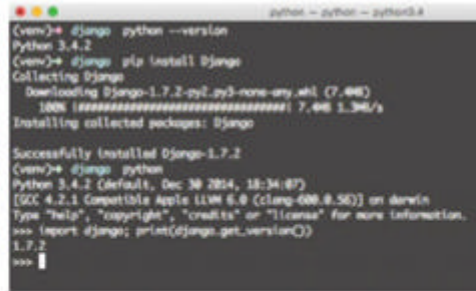 python — python — python3.4
(venv)➜ django python --version
Python 3.4.2
(venv)➜ django pip install Django
Collecting Django
Downloading Django-1.7.2-py2.py3-none-any.whl (7.4MB)
100% |################################| 7.4MB 1.3MB/s
Installing collected packages: Django
Successfully installed Django-1.7.2
(venv)➜ django python
Python 3.4.2 (default, Dec 30 2014, 18:34:07)
[GCC 4.2.1 Compatible Apple LLVM 6.0 (clang-600.0.56)] on darwin
Type "help", "copyright", "credits" or "license" for more information.
>>> import django; print(django.get_version())
1.7.2
>>>